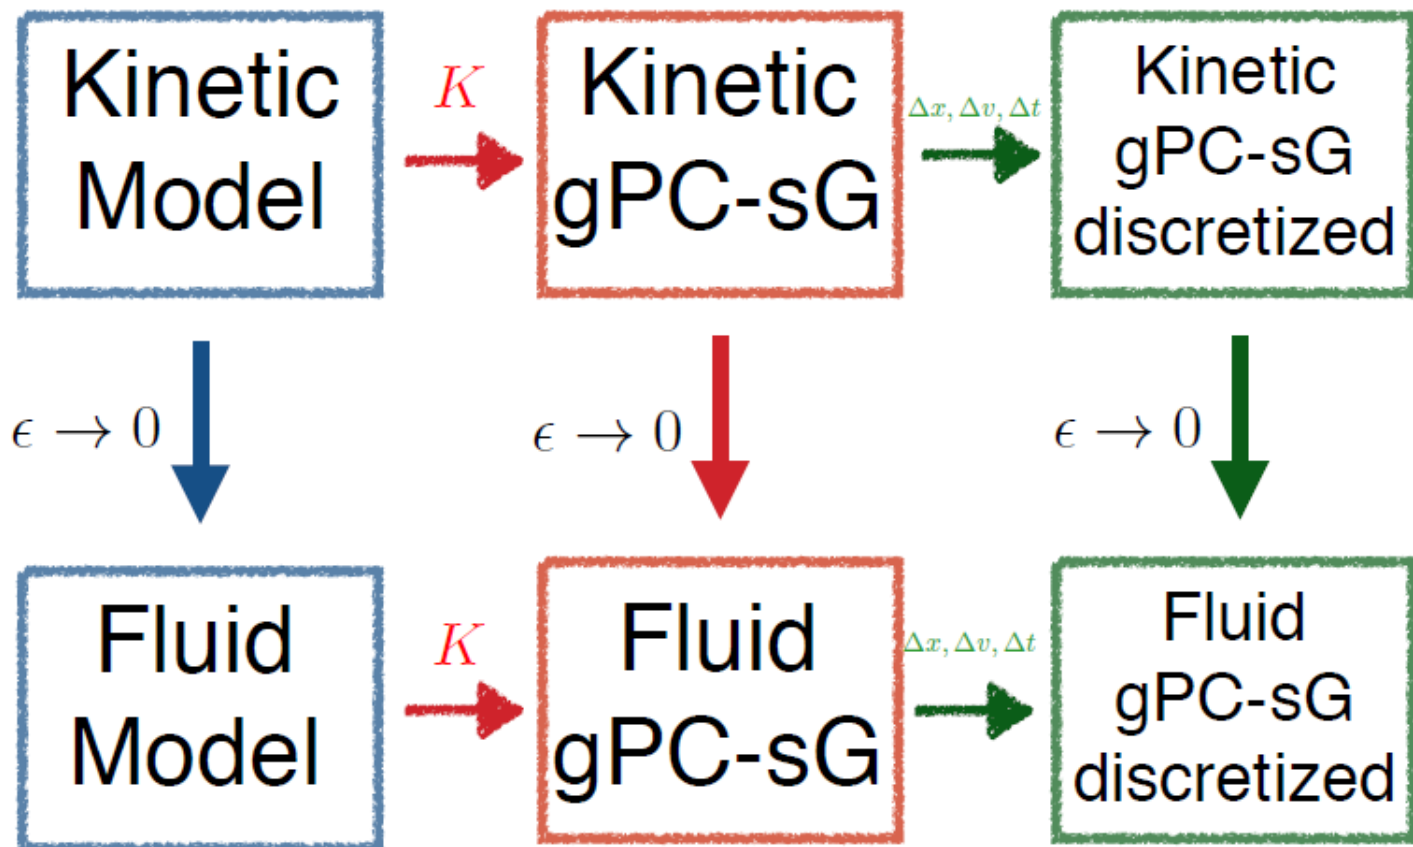 Kinetic
Model
K
Kinetic
gPC-sG
Δx, Δv, Δt
Kinetic
gPC-sG
discretized
ϵ → 0
ϵ → 0
ϵ → 0
Fluid
Model
K
Fluid
gPC-sG
Δx, Δv, Δt
Fluid
gPC-sG
discretized